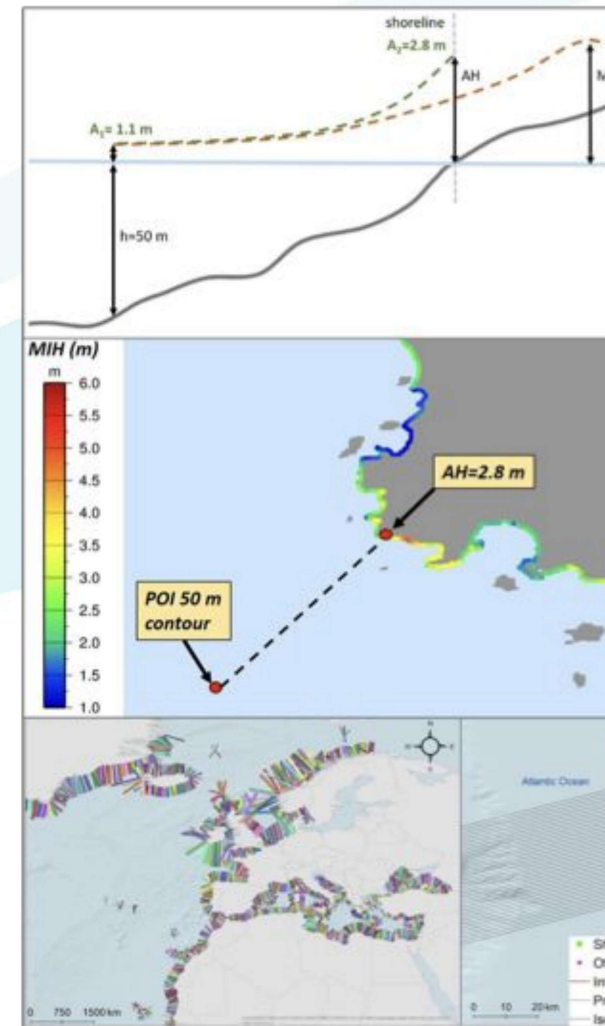 shoreline
A₂=2.8 m
AH
A₁= 1.1 m
h=50 m
MIH (m)
m
6.0
5.5
5.0
4.5
4.0
3.5
3.0
2.5
2.0
1.5
1.0
AH=2.8 m
POI 50 m
contour
N
Atlantic Ocean
0 750 1500 km
0 10 20 km